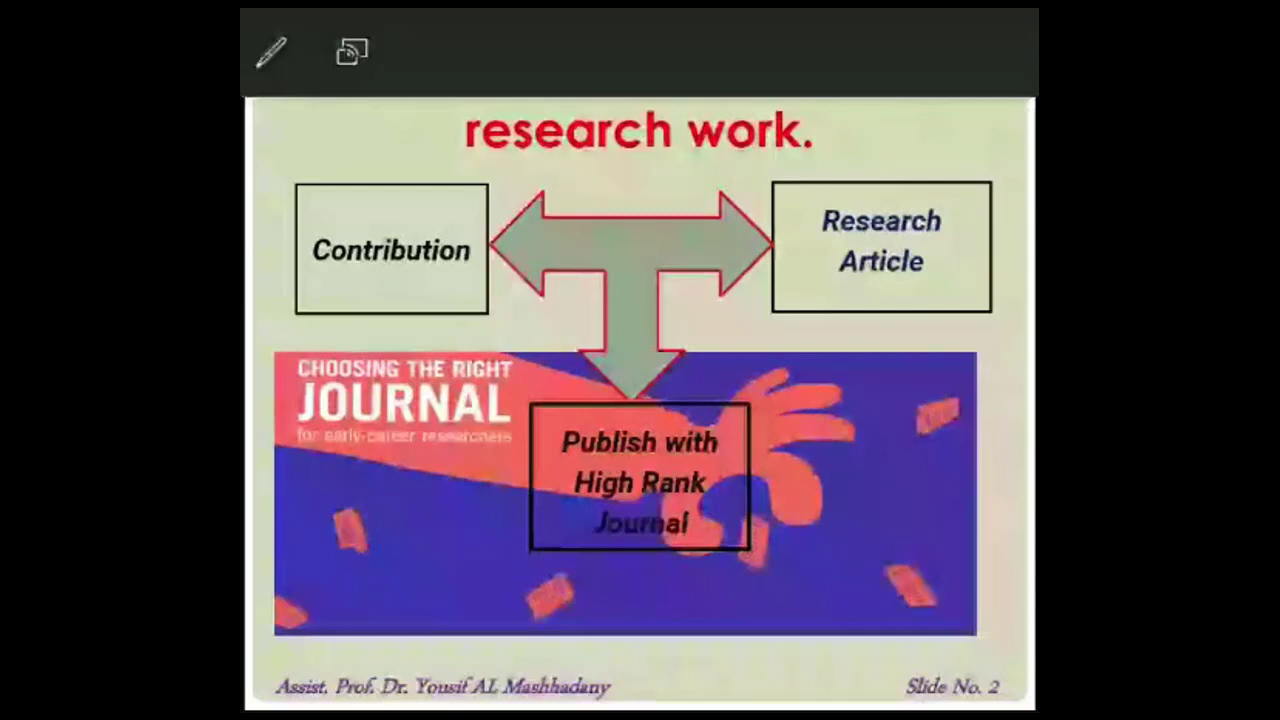 research work.
Contribution
Research
Article
CHOOSING THE RIGHT
JOURNAL
for early-career researchers
Publish with
High Rank
Journal
Assist. Prof. Dr. Yousif AL Mashhadany
Slide No. 2